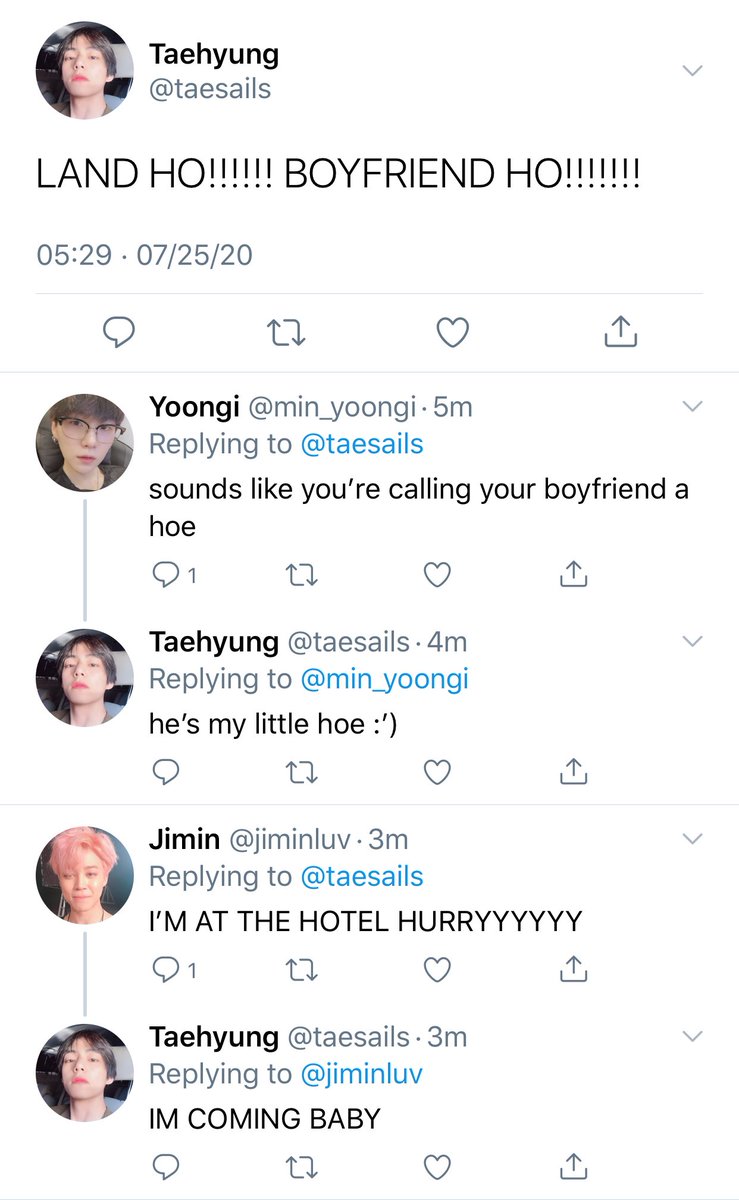 Taehyung
@taesails
LAND HO!!!!!! BOYFRIEND HO!!!!!!!
05:29 · 07/25/20
Yoongi @min_yoongi · 5m
Replying to @taesails
sounds like you’re calling your boyfriend a
hoe
1
Taehyung @taesails · 4m
Replying to @min_yoongi
he’s my little hoe :’)
Jimin @jiminluv · 3m
Replying to @taesails
I’M AT THE HOTEL HURRYYYYYY
1
Taehyung @taesails · 3m
Replying to @jiminluv
IM COMING BABY